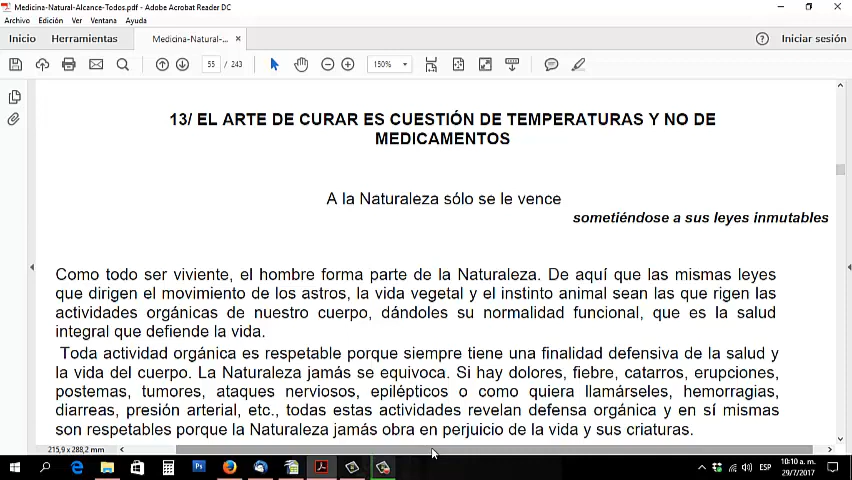 Medicina-Natural-Alcance-Todos.pdf - Adobe Acrobat Reader DC
Archivo Edición Ver Ventana Ayuda
Inicio Herramientas Medicina-Natural-... × Iniciar sesión
55 / 243 150%
13/ EL ARTE DE CURAR ES CUESTIÓN DE TEMPERATURAS Y NO DE
MEDICAMENTOS
A la Naturaleza sólo se le vence
sometiéndose a sus leyes inmutables
Como todo ser viviente, el hombre forma parte de la Naturaleza. De aquí que las mismas leyes
que dirigen el movimiento de los astros, la vida vegetal y el instinto animal sean las que rigen las
actividades orgánicas de nuestro cuerpo, dándoles su normalidad funcional, que es la salud
integral que defiende la vida.
Toda actividad orgánica es respetable porque siempre tiene una finalidad defensiva de la salud y
la vida del cuerpo. La Naturaleza jamás se equivoca. Si hay dolores, fiebre, catarros, erupciones,
postemas, tumores, ataques nerviosos, epilépticos o como quiera llamárseles, hemorragias,
diarreas, presión arterial, etc., todas estas actividades revelan defensa orgánica y en sí mismas
son respetables porque la Naturaleza jamás obra en perjuicio de la vida y sus criaturas.
215,9 x 288,2 mm
ESP 10:10 a. m.
29/7/2017